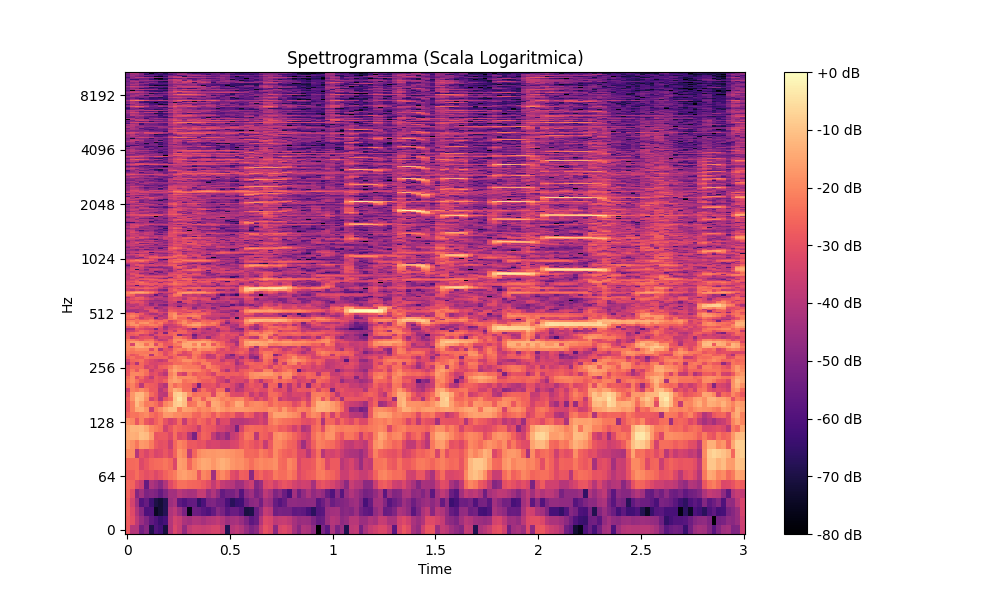 Spettrogramma (Scala Logaritmica)
8192
4096
2048
1024
512
256
128
64
0
Hz
0
0.5
1
1.5
2
2.5
3
Time
+0 dB
-10 dB
-20 dB
-30 dB
-40 dB
-50 dB
-60 dB
-70 dB
-80 dB